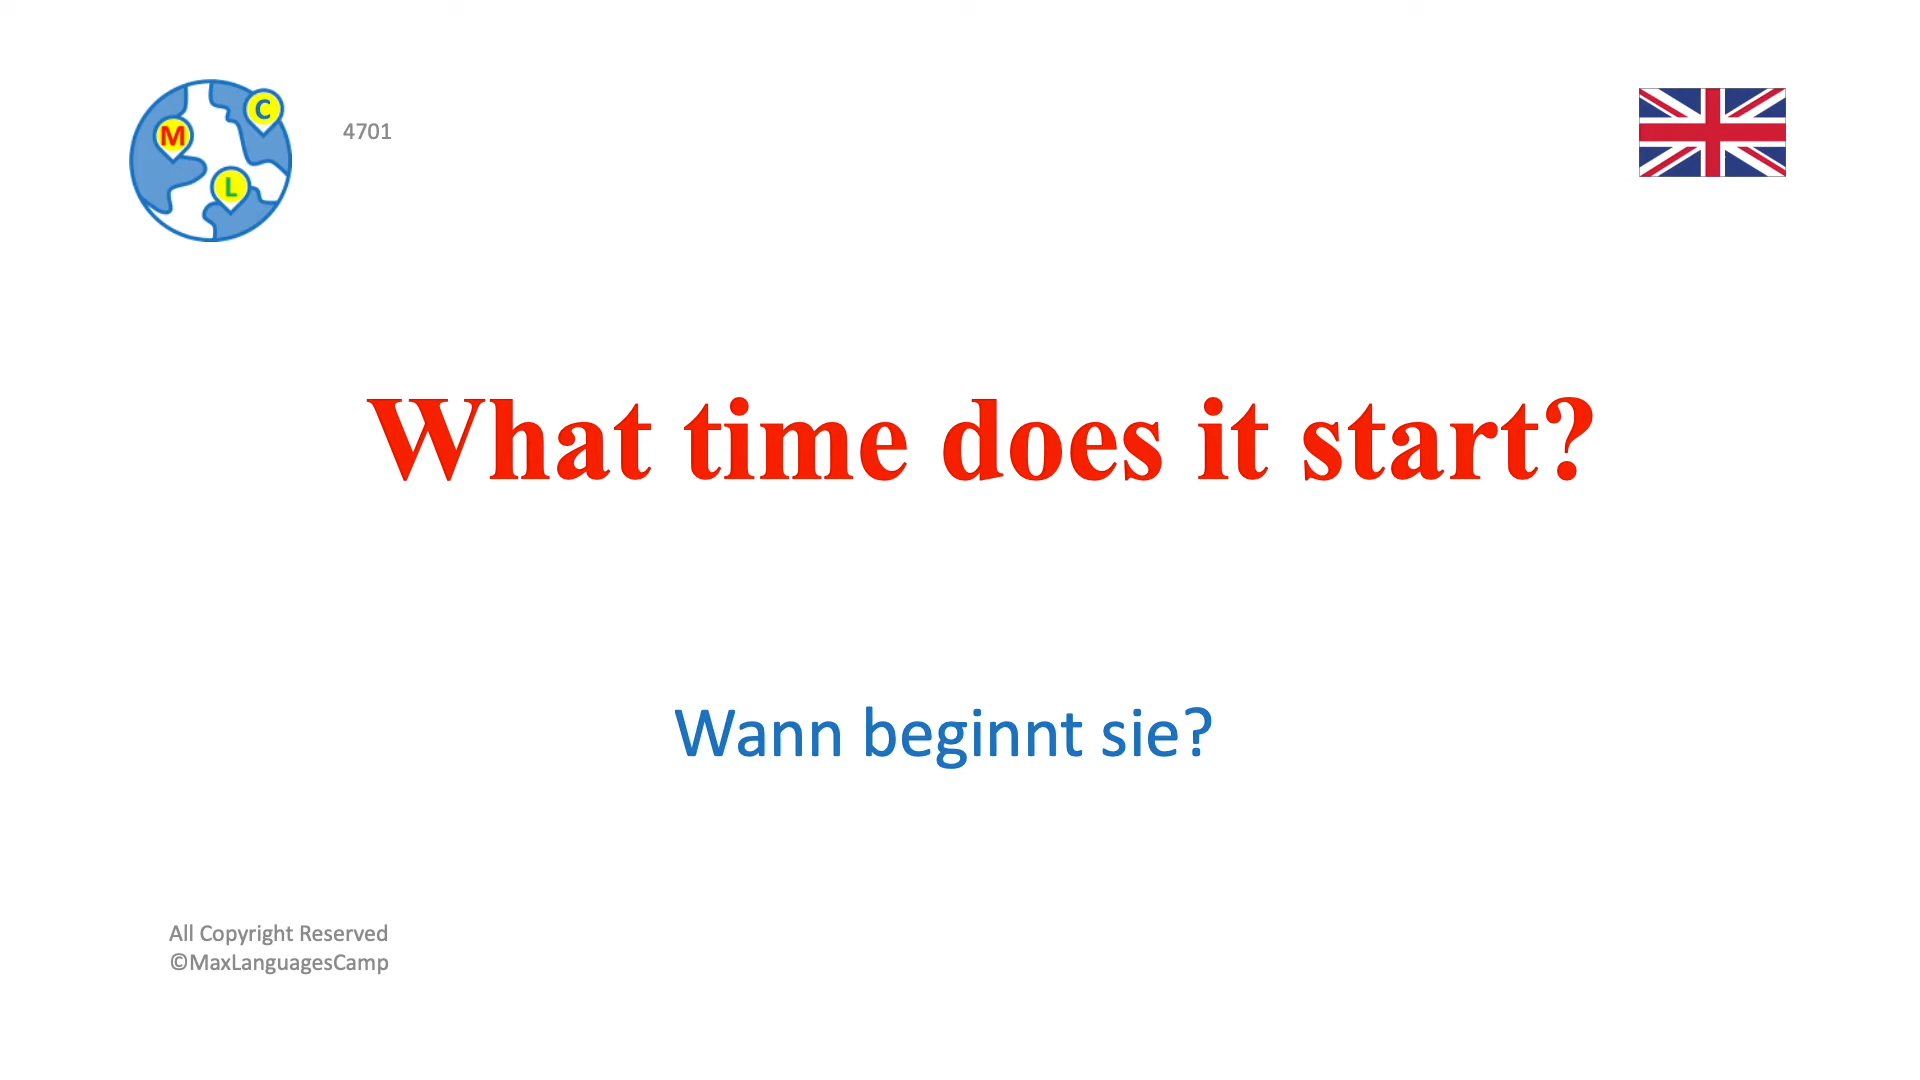 C
M
L
4701
What time does it start?
Wann beginnt sie?
All Copyright Reserved
©MaxLanguagesCamp